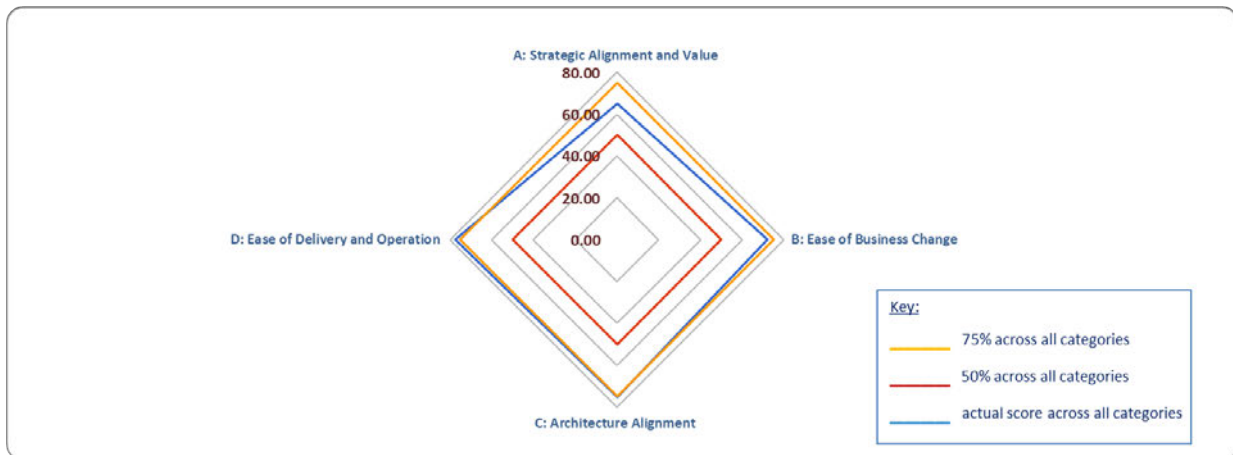 A: Strategic Alignment and Value
80.00
60.00
40.00
20.00
0.00
D: Ease of Delivery and Operation
B: Ease of Business Change
C: Architecture Alignment
Key:
75% across all categories
50% across all categories
actual score across all categories